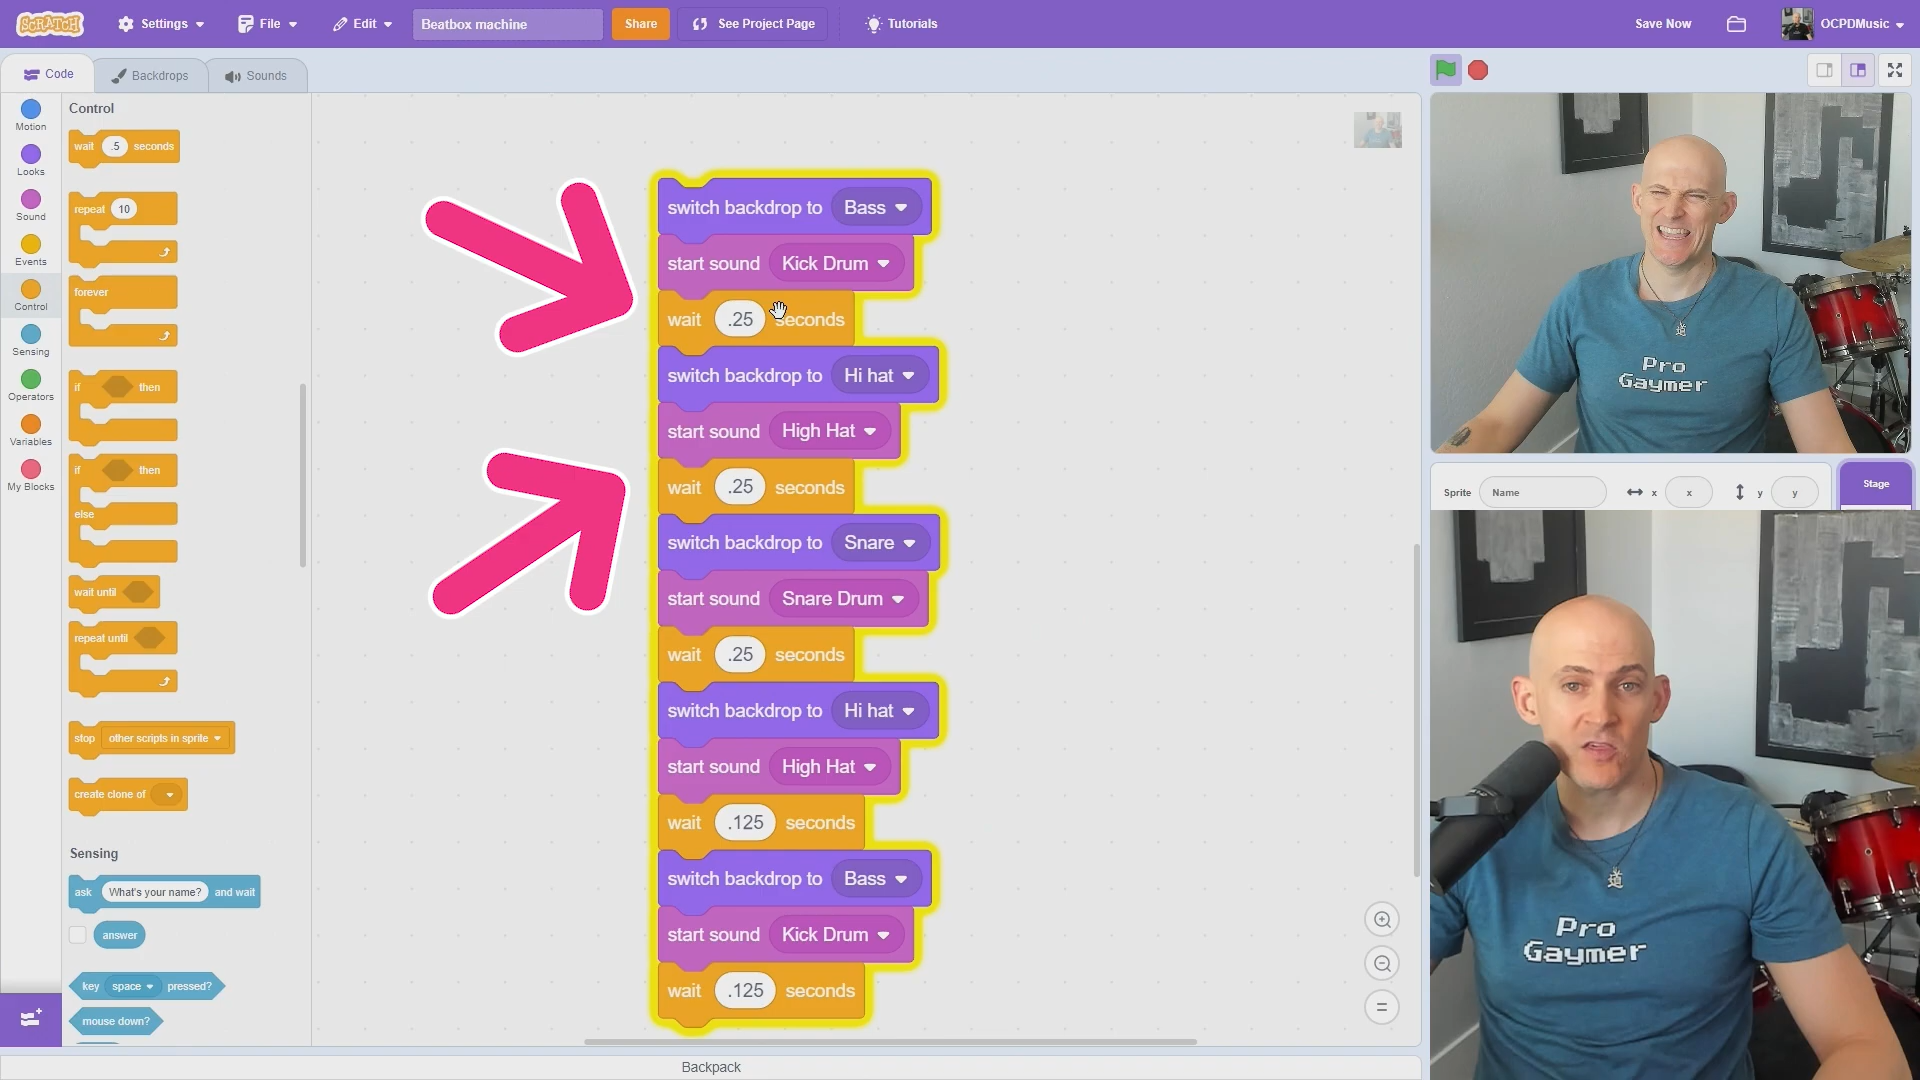 SCRATCH
Settings
File
Edit
Beatbox machine
Share
See Project Page
Tutorials
Save Now
OCPDMusic
Code
Backdrops
Sounds
Motion
Looks
Sound
Events
Control
Sensing
Operators
Variables
My Blocks
Control
wait .5 seconds
repeat 10
forever
if then
if then
else
wait until
repeat until
stop other scripts in sprite
create clone of
Sensing
ask What's your name? and wait
answer
key space pressed?
mouse down?
switch backdrop to Bass
start sound Kick Drum
wait .25 seconds
switch backdrop to Hi hat
start sound High Hat
wait .25 seconds
switch backdrop to Snare
start sound Snare Drum
wait .25 seconds
switch backdrop to Hi hat
start sound High Hat
wait .125 seconds
switch backdrop to Bass
start sound Kick Drum
wait .125 seconds
Backpack
Pro
Gaymer
道
Sprite Name x x y y
Stage
道
Pro
Gaymer